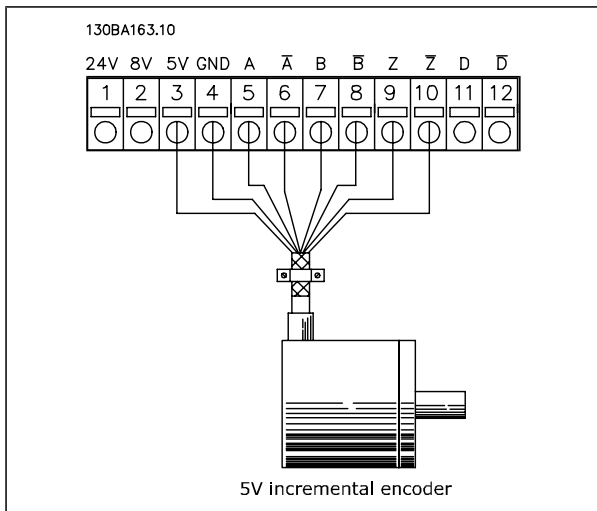 130BA163.10
24V 8V 5V GND A A̅ B B̅ Z Z̅ D D̅
1 2 3 4 5 6 7 8 9 10 11 12
5V incremental encoder